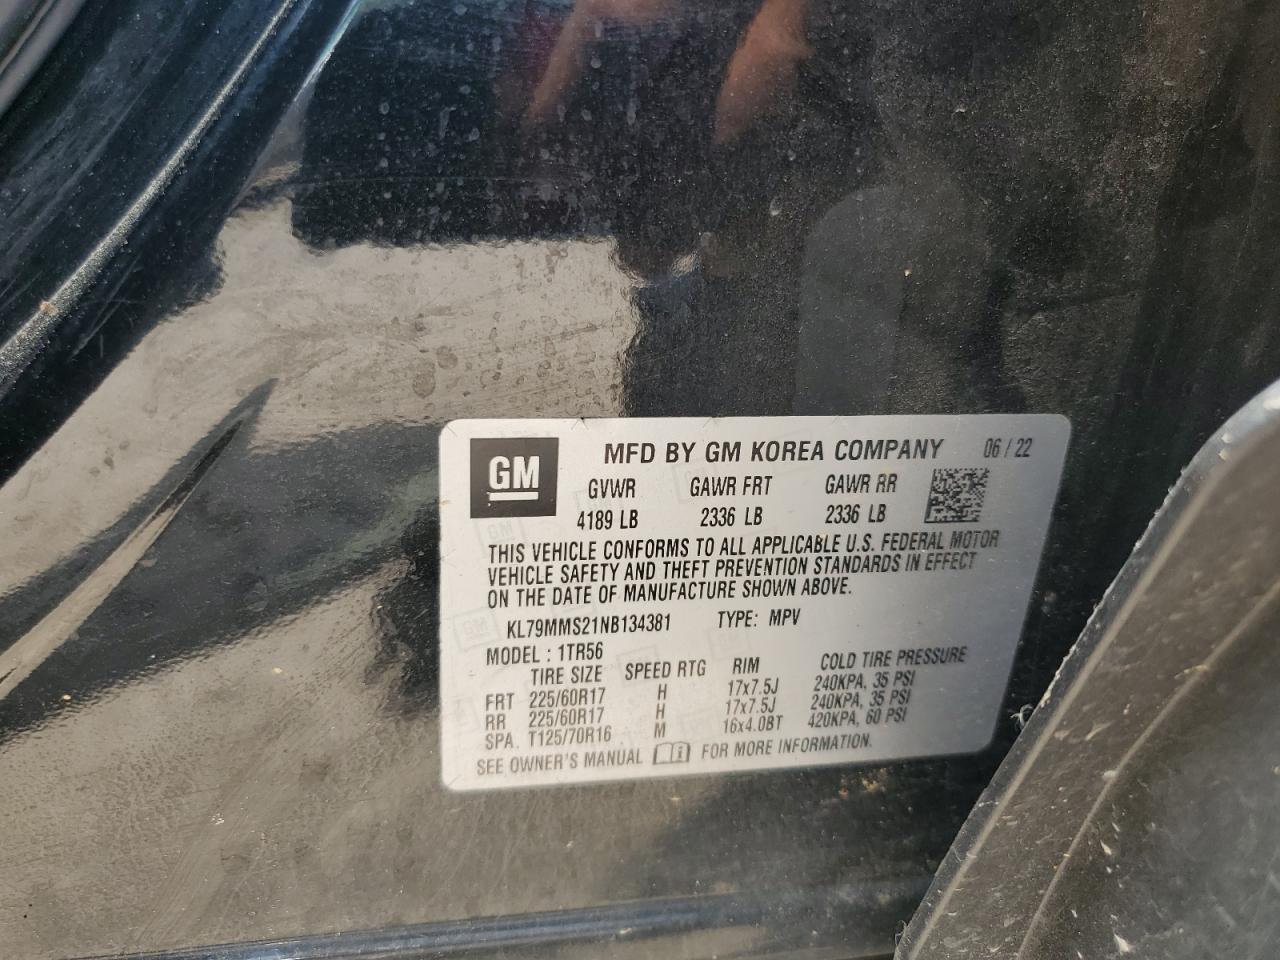 GM MFD BY GM KOREA COMPANY 06 / 22
GVWR GAWR FRT GAWR RR
4189 LB 2336 LB 2336 LB
THIS VEHICLE CONFORMS TO ALL APPLICABLE U.S. FEDERAL MOTOR
VEHICLE SAFETY AND THEFT PREVENTION STANDARDS IN EFFECT
ON THE DATE OF MANUFACTURE SHOWN ABOVE.
KL79MMS21NB134381 TYPE: MPV
MODEL : 1TR56
TIRE SIZE SPEED RTG RIM COLD TIRE PRESSURE
FRT 225/60R17 H 17x7.5J 240KPA, 35 PSI
RR 225/60R17 H 17x7.5J 240KPA, 35 PSI
SPA. T125/70R16 M 16x4.0BT 420KPA, 60 PSI
SEE OWNER'S MANUAL FOR MORE INFORMATION.